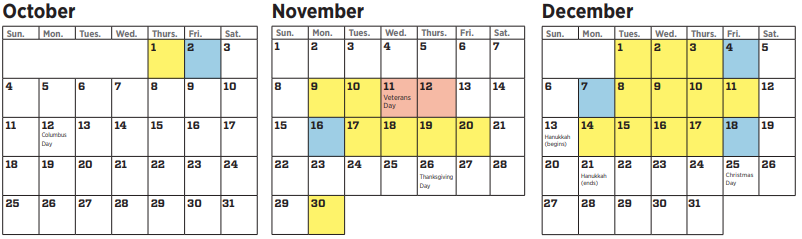 October
Sun. Mon. Tues. Wed. Thurs. Fri. Sat.
1 2 3
4 5 6 7 8 9 10
11 12 13 14 15 16 17
Columbus
Day
18 19 20 21 22 23 24
25 26 27 28 29 30 31
November
Sun. Mon. Tues. Wed. Thurs. Fri. Sat.
1 2 3 4 5 6 7
8 9 10 11 12 13 14
Veterans
Day
15 16 17 18 19 20 21
22 23 24 25 26 27 28
Thanksgiving
Day
29 30
December
Sun. Mon. Tues. Wed. Thurs. Fri. Sat.
1 2 3 4 5
6 7 8 9 10 11 12
13 14 15 16 17 18 19
Hanukkah
(begins)
20 21 22 23 24 25 26
Hanukkah Christmas
(ends) Day
27 28 29 30 31